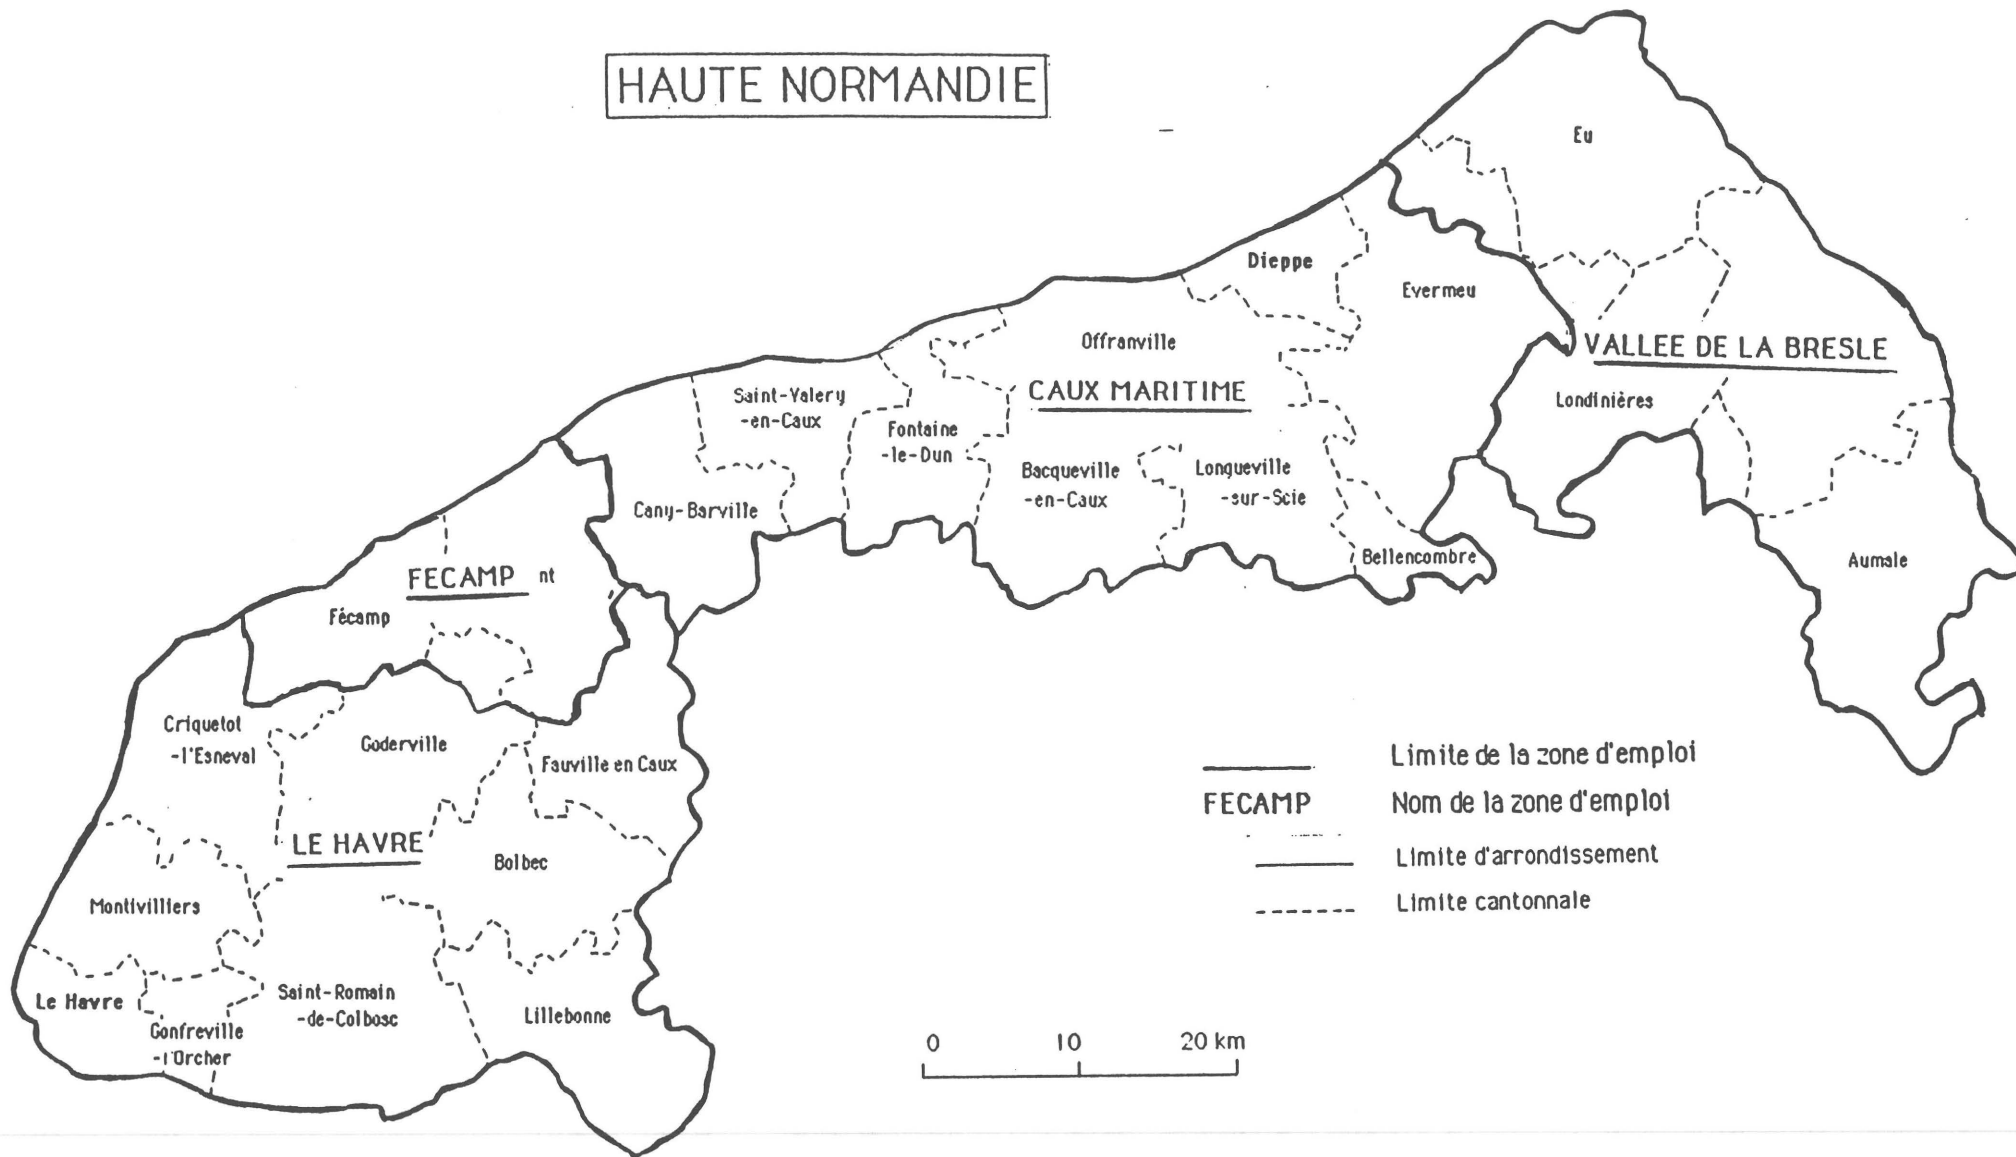 HAUTE NORMANDIE
Eu
Dieppe
Evermeu
Offranville
VALLEE DE LA BRESLE
CAUX MARITIME
Saint-Valery
-en-Caux
Londinières
Fontaine
-le-Dun
Bacqueville
-en-Caux
Longueville
-sur-Scie
Cany-Barville
Bellencombre
Aumale
FECAMP nt
Fécamp
Criquetot
-l'Esneval
Goderville
Fauville en Caux
LE HAVRE
Bolbec
Montivilliers
Le Havre
Gonfreville
-l'Orcher
Saint-Romain
-de-Colbosc
Lillebonne
Limite de la zone d'emploi
FECAMP Nom de la zone d'emploi
Limite d'arrondissement
Limite cantonnale
0 10 20 km